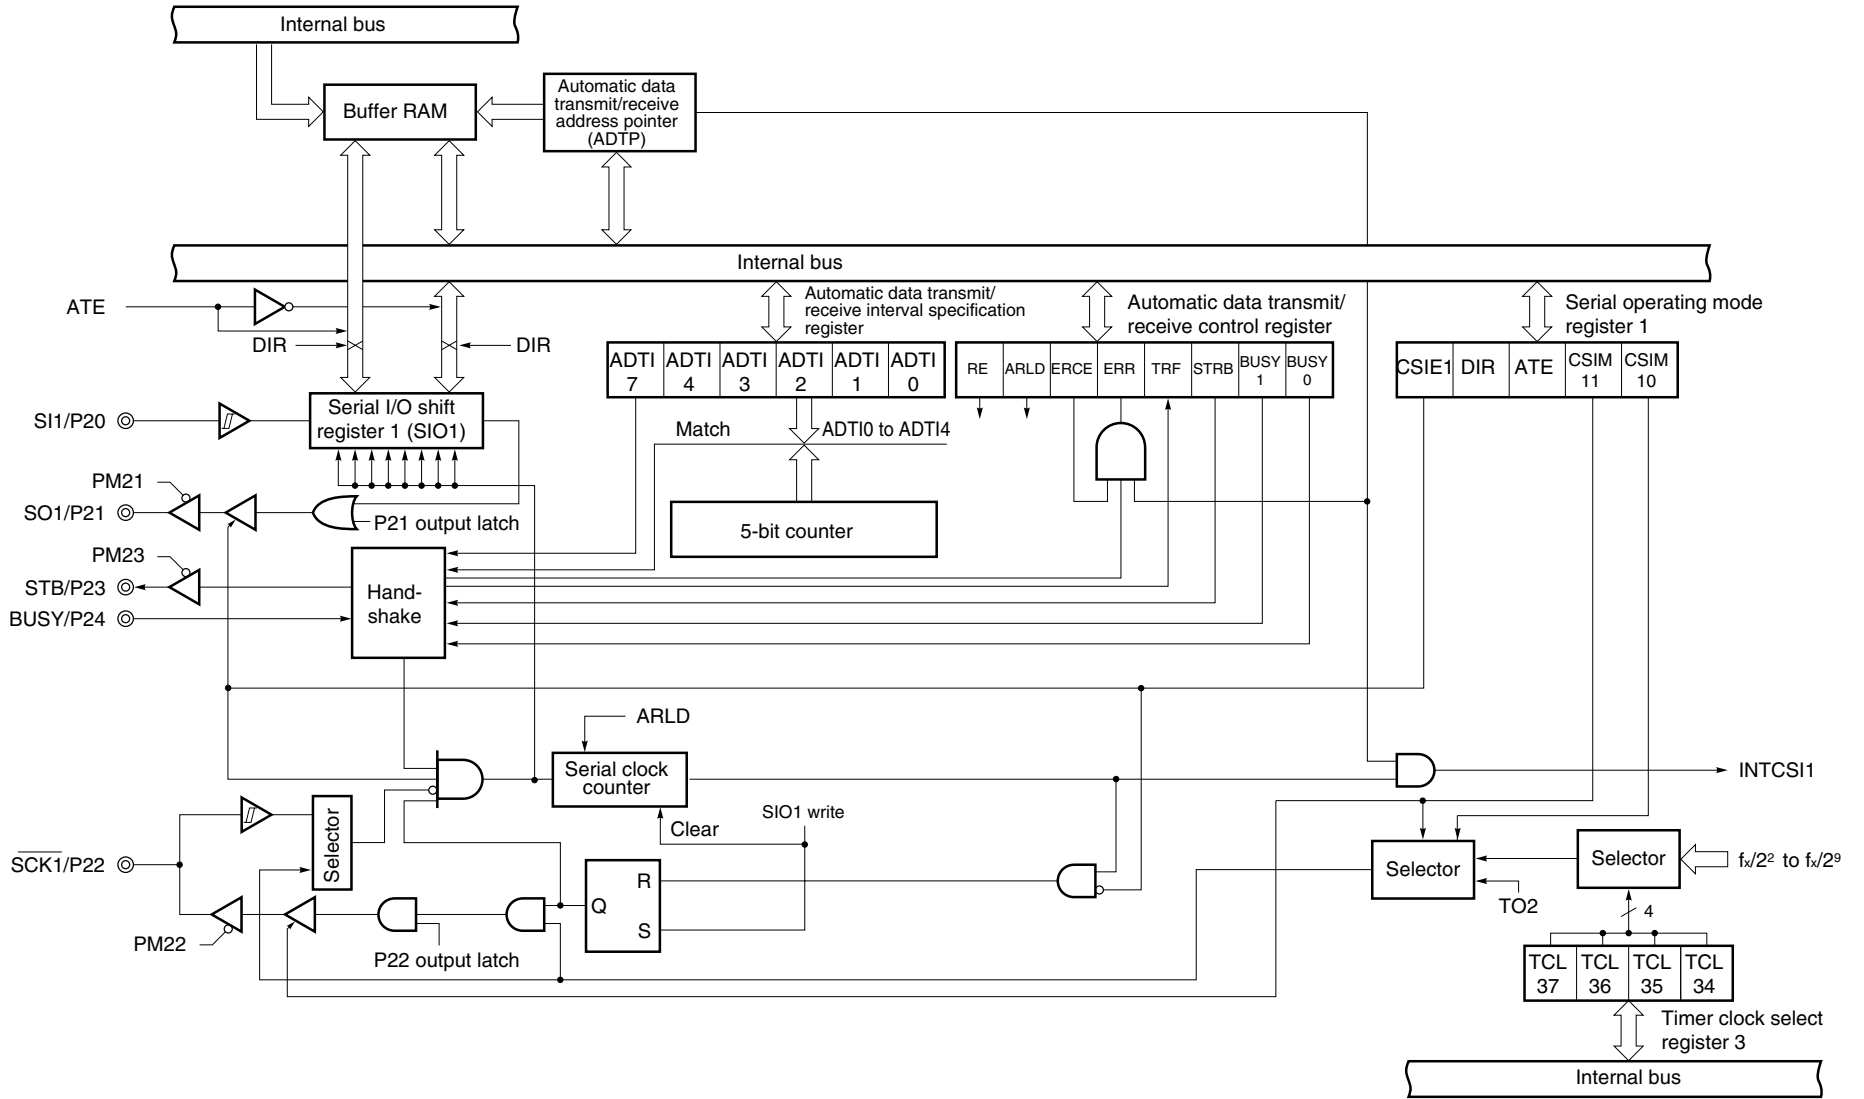 Internal bus
Buffer RAM
Automatic data
transmit/receive
address pointer
(ADTP)
Internal bus
ATE
DIR
DIR
Automatic data transmit/
receive interval specification
register
Automatic data transmit/
receive control register
Serial operating mode
register 1
ADTI 7
ADTI 4
ADTI 3
ADTI 2
ADTI 1
ADTI 0
RE
ARLD
ERCE
ERR
TRF
STRB
BUSY 1
BUSY 0
CSIE1
DIR
ATE
CSIM 11
CSIM 10
SI1/P20
Serial I/O shift
register 1 (SIO1)
Match
ADTI0 to ADTI4
PM21
SO1/P21
P21 output latch
5-bit counter
PM23
STB/P23
BUSY/P24
Hand-
shake
ARLD
Serial clock
counter
INTCSI1
SIO1 write
Clear
Selector
SCK1/P22
R
Q
S
Selector
Selector
fx/2² to fx/2⁹
TO2
4
PM22
P22 output latch
TCL 37
TCL 36
TCL 35
TCL 34
Timer clock select
register 3
Internal bus